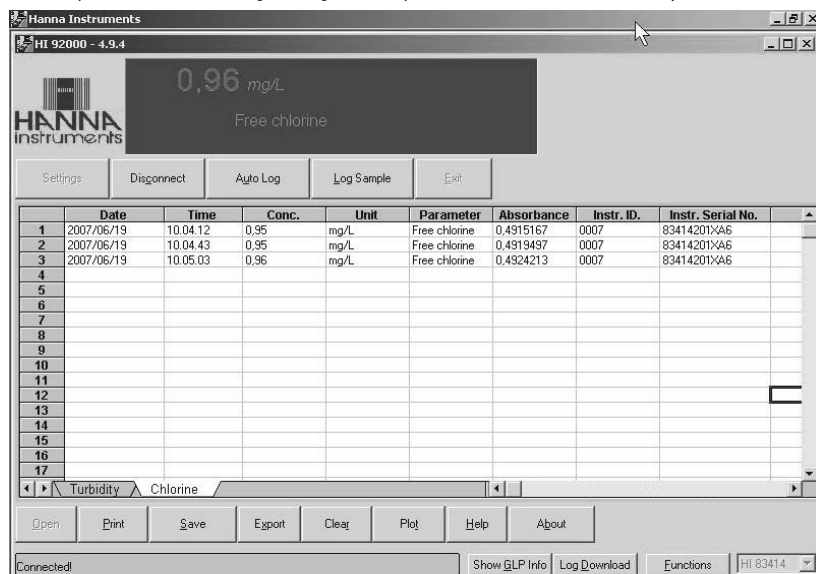 Hanna Instruments
HI 92000 - 4.9.4
HANNA
instruments
0,96 mg/L
Free chlorine
Settings Disconnect Auto Log Log Sample Exit
Date Time Conc. Unit Parameter Absorbance Instr. ID. Instr. Serial No.
1 2007/06/19 10.04.12 0,95 mg/L Free chlorine 0,4915167 0007 83414201XA6
2 2007/06/19 10.04.43 0,95 mg/L Free chlorine 0,4919497 0007 83414201XA6
3 2007/06/19 10.05.03 0,96 mg/L Free chlorine 0,4924213 0007 83414201XA6
4
5
6
7
8
9
10
11
12
13
14
15
16
17
Turbidity Chlorine
Open Print Save Export Clear Plot Help About
Connected! Show GLP Info Log Download Functions HI 83414